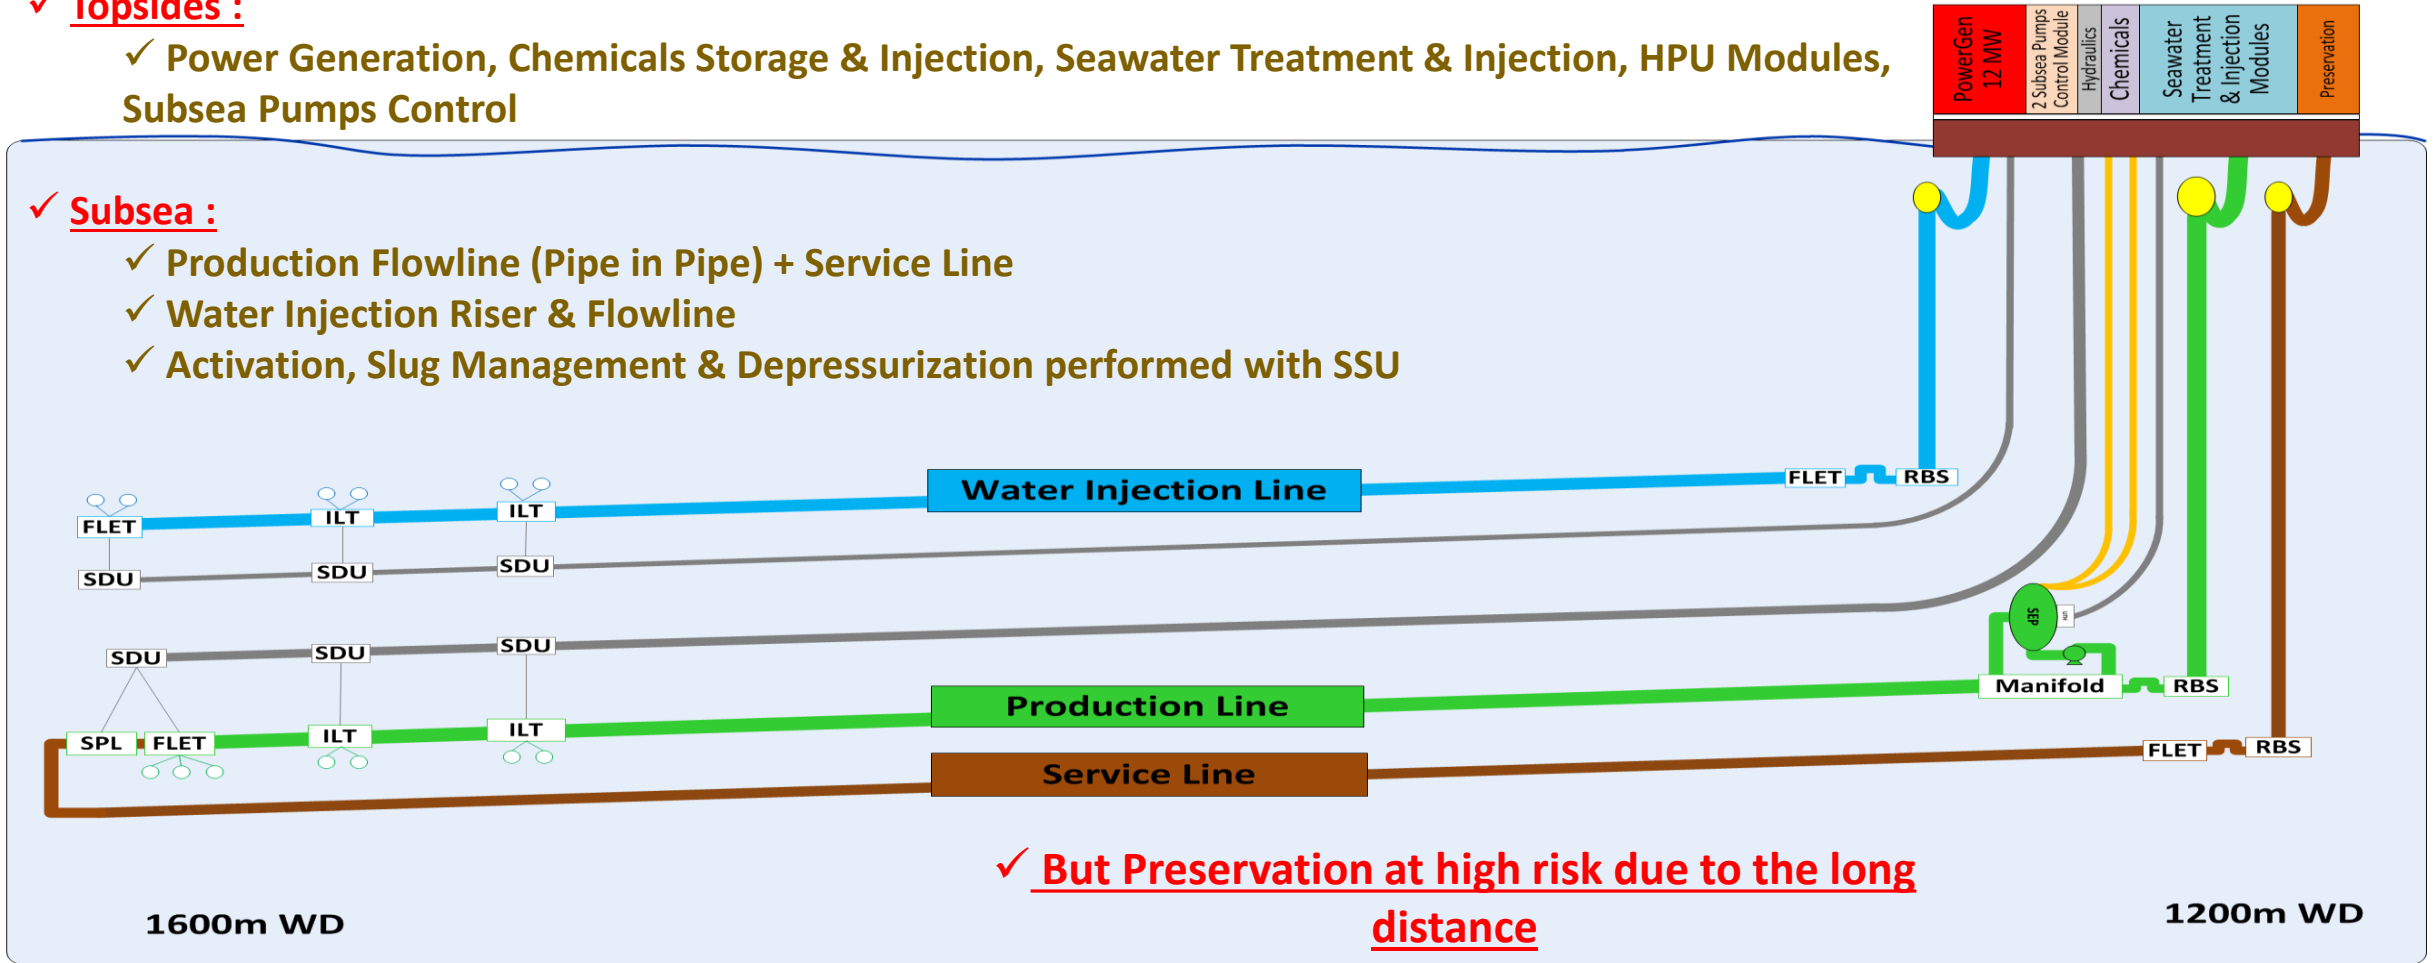 ✓ Topsides :
✓ Power Generation, Chemicals Storage & Injection, Seawater Treatment & Injection, HPU Modules,
Subsea Pumps Control
PowerGen
12 MW
2 Subsea Pumps
Control Module
Hydraulics
Chemicals
Seawater
Treatment
& Injection
Modules
Preservation
✓ Subsea :
✓ Production Flowline (Pipe in Pipe) + Service Line
✓ Water Injection Riser & Flowline
✓ Activation, Slug Management & Depressurization performed with SSU
FLET
ILT
ILT
Water Injection Line
FLET
RBS
SDU
SDU
SDU
SDU
SDU
SDU
SEP
Manifold
RBS
SPL
FLET
ILT
ILT
Production Line
Service Line
FLET
RBS
✓ But Preservation at high risk due to the long
distance
1600m WD
1200m WD